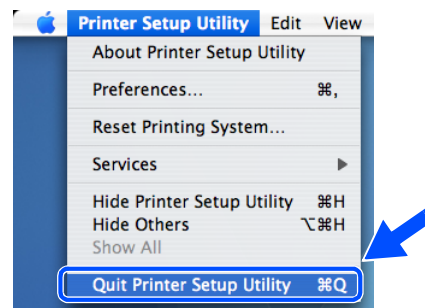 Printer Setup Utility Edit View
About Printer Setup Utility
Preferences... ⌘,
Reset Printing System...
Services ▶
Hide Printer Setup Utility ⌘H
Hide Others ⌥⌘H
Show All
Quit Printer Setup Utility ⌘Q